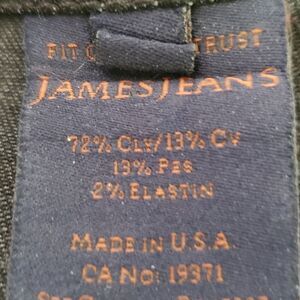 FIT TRUST
JAMES JEANS
72% CLY/13% CV
13% PES
2% ELASTIN
MADE IN U.S.A.
CA NO: 19371